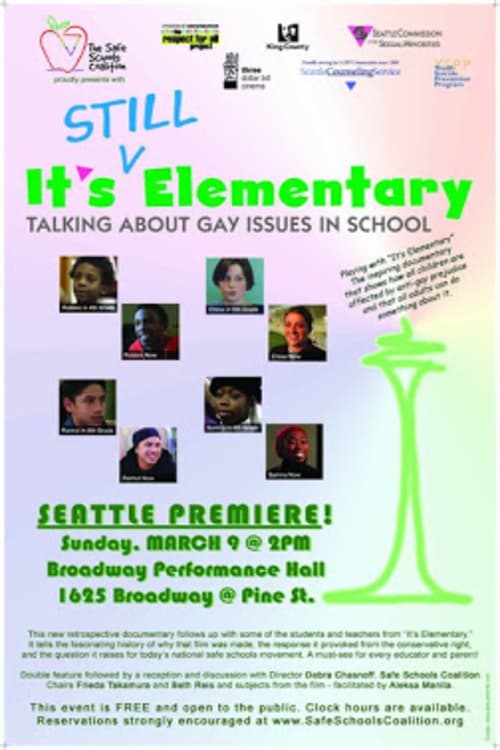 The Safe
Schools
Coalition
proudly presents with
respect for all
project
three
dollar bill
cinema
King County
Seattle Commission
for Sexual Minorities
Seattle Counseling Service
Youth
Suicide
Prevention
Program
STILL
It's Elementary
TALKING ABOUT GAY ISSUES IN SCHOOL
Playing with "It's Elementary"
The inspiring documentary
that shows how all children are
affected by anti-gay prejudice
and that all adults can do
something about it.
SEATTLE PREMIERE!
Sunday, MARCH 9 @ 2PM
Broadway Performance Hall
1625 Broadway @ Pine St.
This new retrospective documentary follows up with some of the students and teachers from "It's Elementary."
It tells the fascinating history of why that film was made, the response it provoked from the conservative right,
and the question it raises for today's national safe schools movement. A must-see for every educator and parent!
Double feature followed by a reception and discussion with Director Debra Chasnoff, Safe Schools Coalition
Chairs Frieda Takamura and Beth Reis and subjects from the film - facilitated by Aleksa Manila.
This event is FREE and open to the public. Clock hours are available.
Reservations strongly encouraged at www.SafeSchoolsCoalition.org